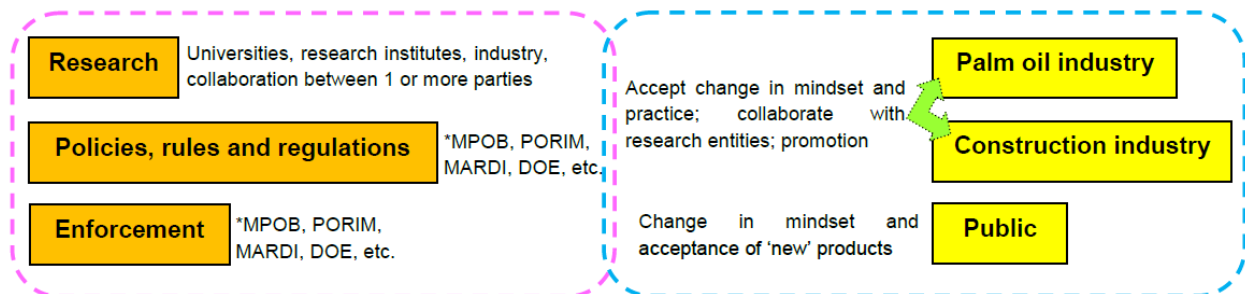 Research
Universities, research institutes, industry,
collaboration between 1 or more parties
Policies, rules and regulations
*MPOB, PORIM,
MARDI, DOE, etc.
Enforcement
*MPOB, PORIM,
MARDI, DOE, etc.
Accept change in mindset and
practice; collaborate with
research entities; promotion
Palm oil industry
Construction industry
Change in mindset and
acceptance of ‘new’ products
Public